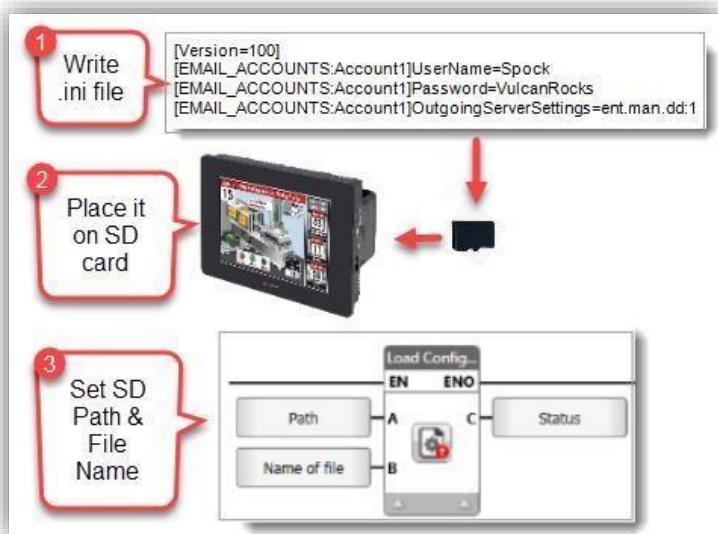 1
Write
.ini file
[Version=100]
[EMAIL_ACCOUNTS:Account1]UserName=Spock
[EMAIL_ACCOUNTS:Account1]Password=VulcanRocks
[EMAIL_ACCOUNTS:Account1]OutgoingServerSettings=ent.man.dd:1
2
Place it
on SD
card
15
3
Set SD
Path &
File
Name
Load Config...
EN ENO
Path A C Status
Name of file B